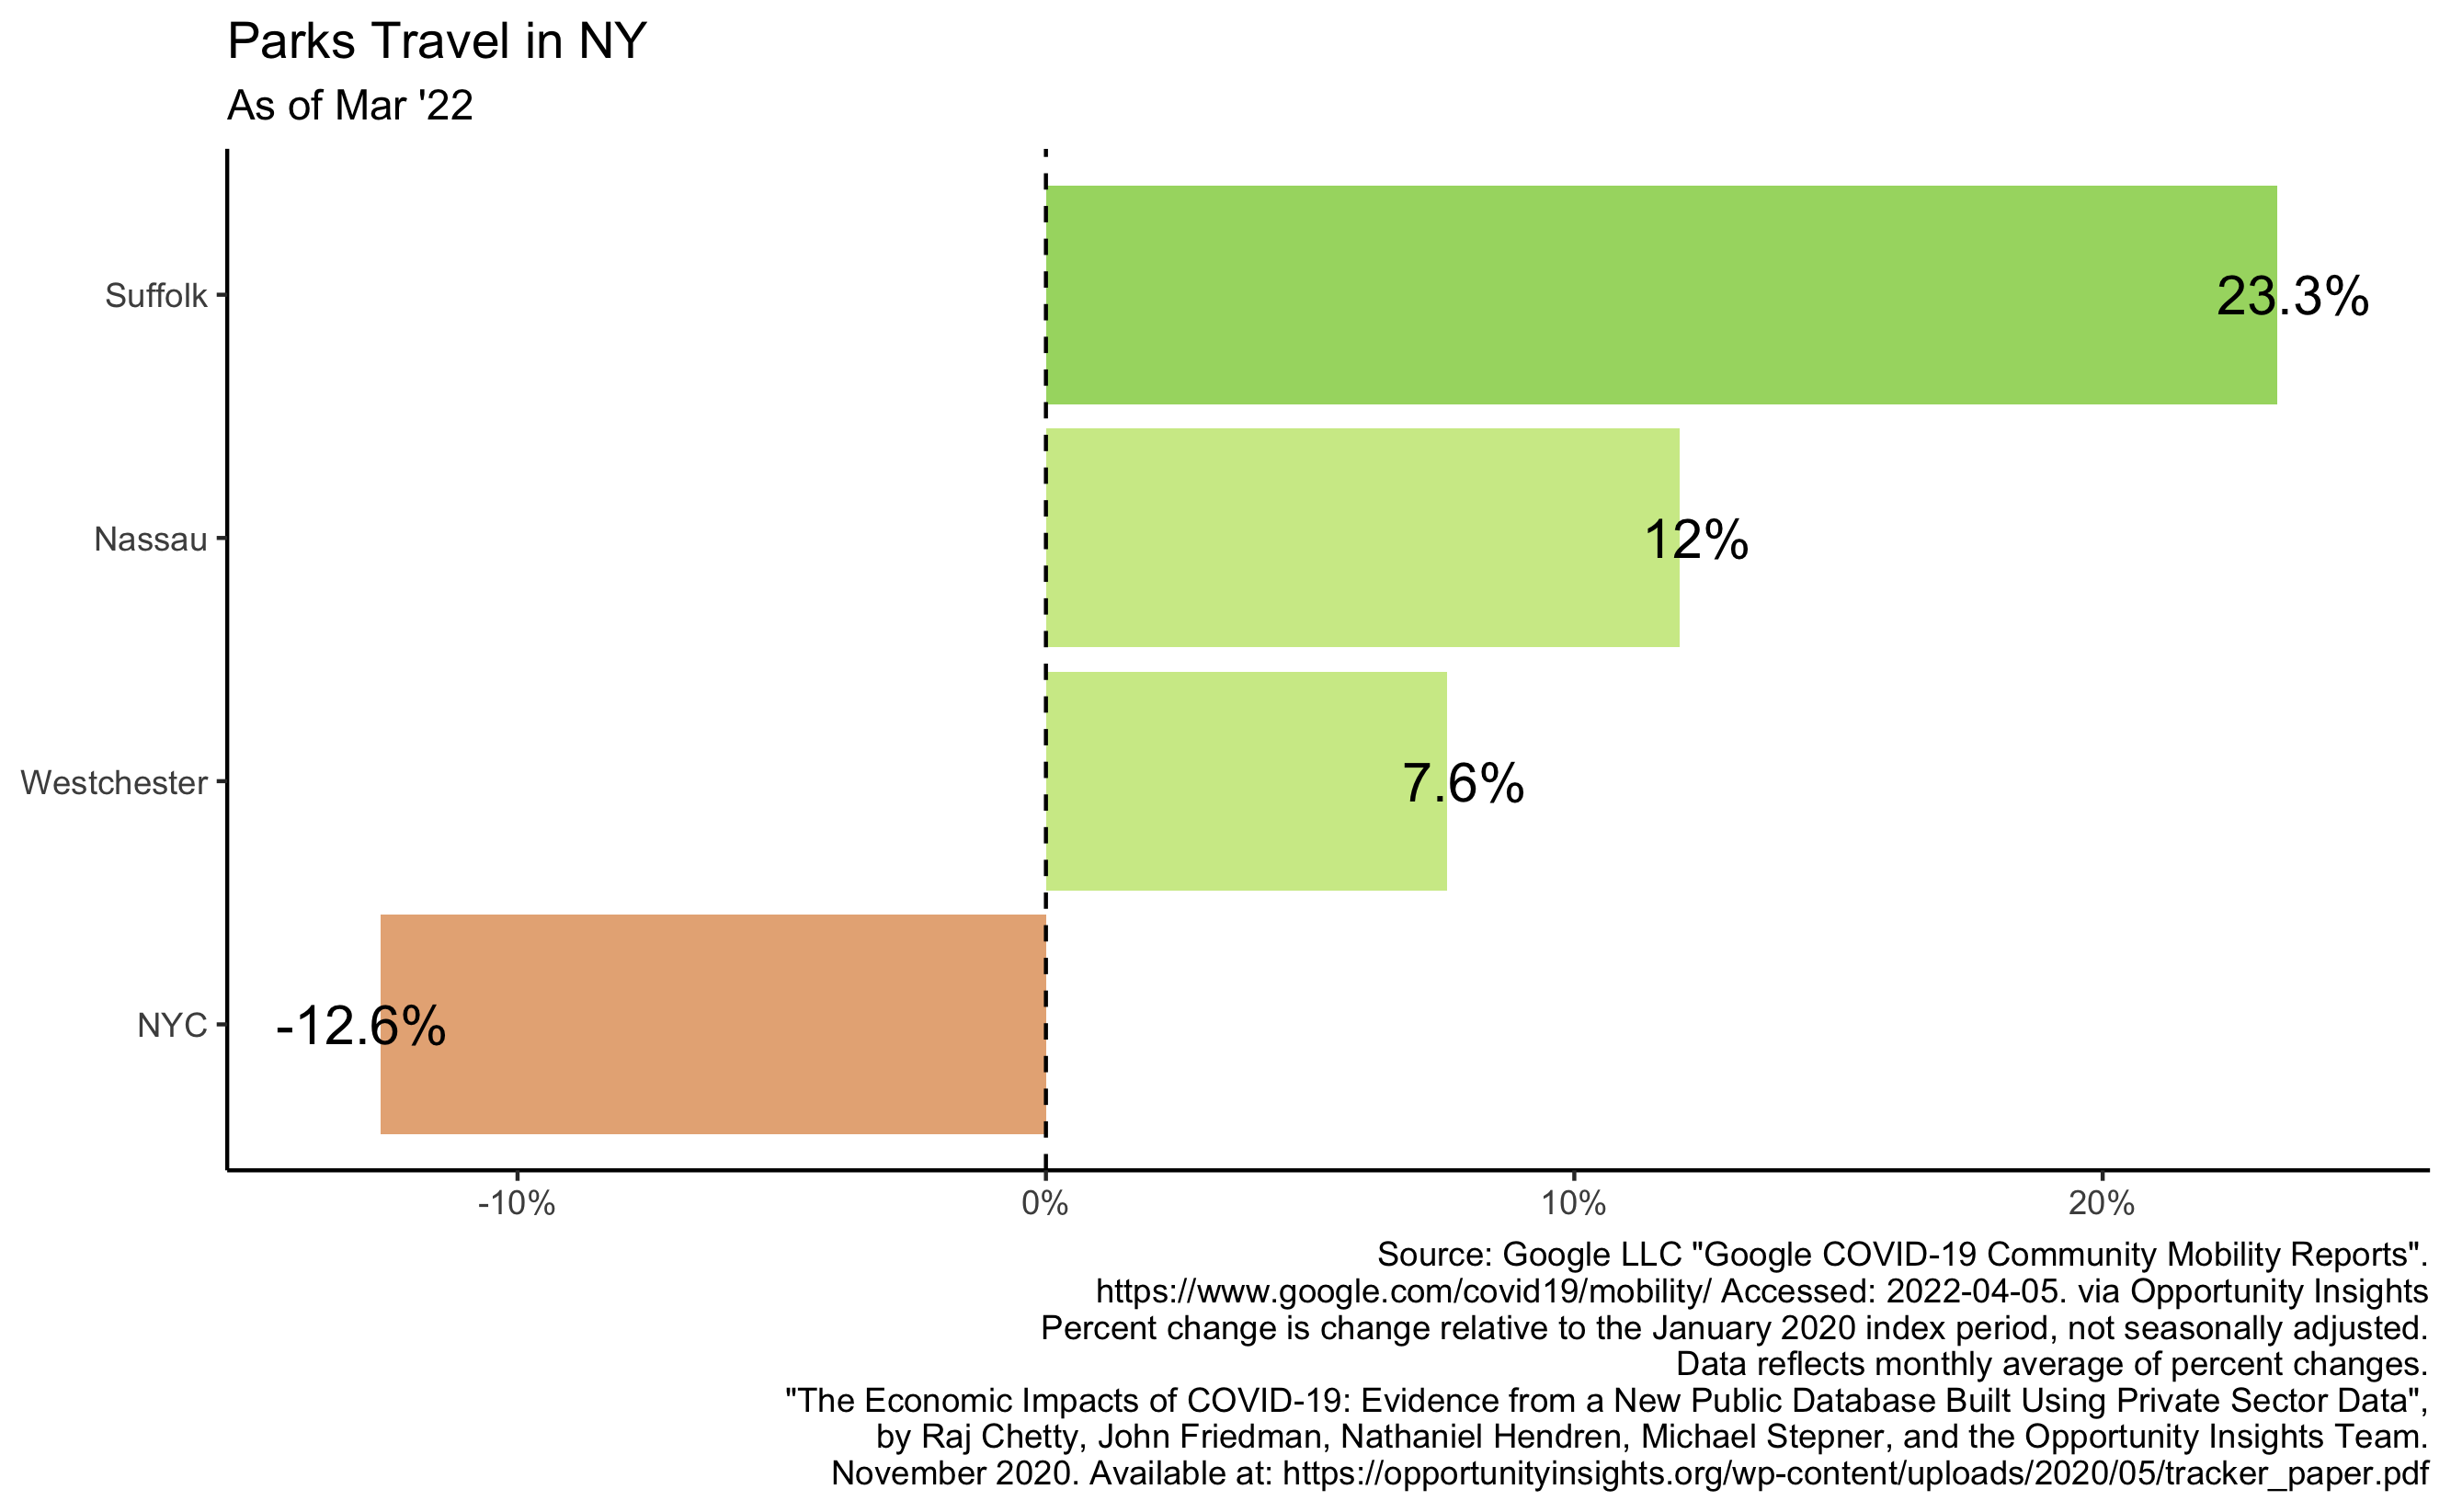 Parks Travel in NY
As of Mar '22
Suffolk
23.3%
Nassau
12%
Westchester
7.6%
NYC
-12.6%
-10%
0%
10%
20%
Source: Google LLC "Google COVID-19 Community Mobility Reports".
https://www.google.com/covid19/mobility/ Accessed: 2022-04-05. via Opportunity Insights
Percent change is change relative to the January 2020 index period, not seasonally adjusted.
Data reflects monthly average of percent changes.
"The Economic Impacts of COVID-19: Evidence from a New Public Database Built Using Private Sector Data",
by Raj Chetty, John Friedman, Nathaniel Hendren, Michael Stepner, and the Opportunity Insights Team.
November 2020. Available at: https://opportunityinsights.org/wp-content/uploads/2020/05/tracker_paper.pdf